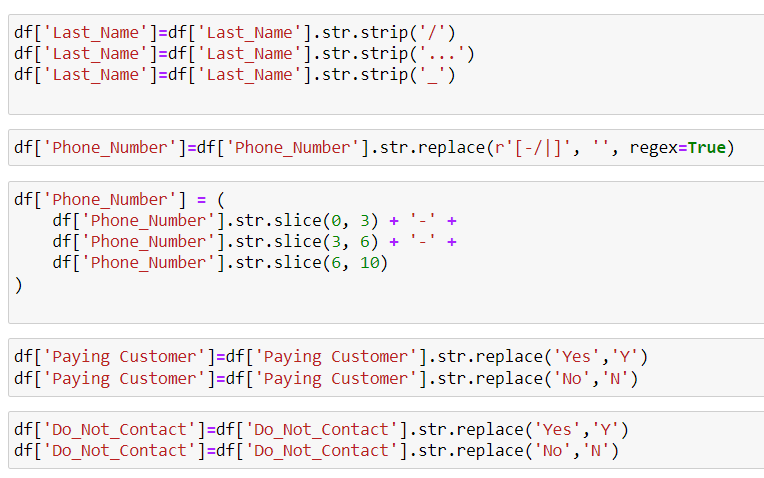 df['Last_Name']=df['Last_Name'].str.strip('/')
df['Last_Name']=df['Last_Name'].str.strip('...')
df['Last_Name']=df['Last_Name'].str.strip('_')
df['Phone_Number']=df['Phone_Number'].str.replace(r'[-/|]', '', regex=True)
df['Phone_Number'] = (
    df['Phone_Number'].str.slice(0, 3) + '-' +
    df['Phone_Number'].str.slice(3, 6) + '-' +
    df['Phone_Number'].str.slice(6, 10)
)
df['Paying Customer']=df['Paying Customer'].str.replace('Yes','Y')
df['Paying Customer']=df['Paying Customer'].str.replace('No','N')
df['Do_Not_Contact']=df['Do_Not_Contact'].str.replace('Yes','Y')
df['Do_Not_Contact']=df['Do_Not_Contact'].str.replace('No','N')